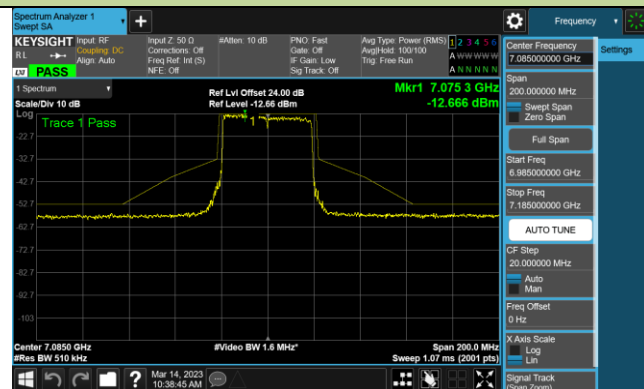 Spectrum Analyzer 1
Swept SA
Frequency
KEYSIGHT
Input: RF
Coupling: DC
Align: Auto
Input Z: 50 Ω
Corrections: Off
Freq Ref: Int (S)
NFE: Off
#Atten: 10 dB
PNO: Fast
Gate: Off
IF Gain: Low
Sig Track: Off
Avg Type: Power (RMS)
Avg|Hold: 100/100
Trig: Free Run
1 2 3 4 5 6
A W W W W W
A N N N N N
R L
LXI
PASS
1 Spectrum
Scale/Div 10 dB
Ref Lvl Offset 24.00 dB
Ref Level -12.66 dBm
Mkr1 7.075 3 GHz
-12.666 dBm
Log
Trace 1 Pass
1
-22.7
-32.7
-42.7
-52.7
-62.7
-72.7
-82.7
-92.7
-103
Center 7.0850 GHz
#Res BW 510 kHz
#Video BW 1.6 MHz*
Span 200.0 MHz
Sweep 1.07 ms (2001 pts)
Mar 14, 2023
10:38:45 AM
Center Frequency
7.085000000 GHz
Settings
Span
200.000000 MHz
Swept Span
Zero Span
Full Span
Start Freq
6.985000000 GHz
Stop Freq
7.185000000 GHz
AUTO TUNE
CF Step
20.000000 MHz
Auto
Man
Freq Offset
0 Hz
X Axis Scale
Log
Lin
Signal Track
(Span Zoom)